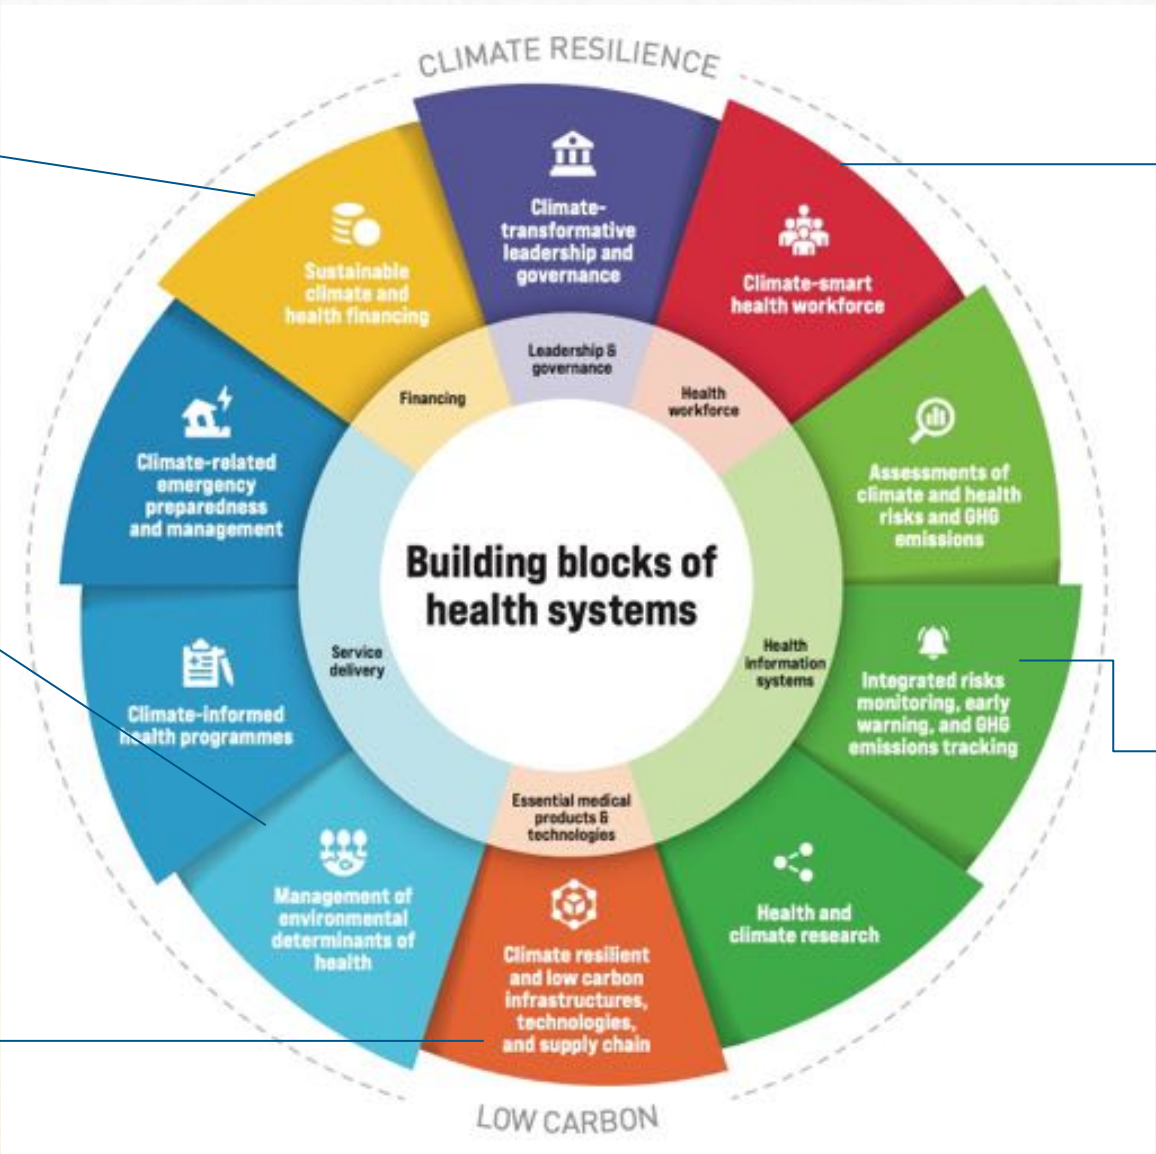 CLIMATE RESILIENCE
Climate-
transformative
leadership and
governance
Climate-smart
health workforce
Assessments of
climate and health
risks and GHG
emissions
Integrated risks
monitoring, early
warning, and GHG
emissions tracking
Health and
climate research
Climate resilient
and low carbon
infrastructures,
technologies,
and supply chain
Management of
environmental
determinants of
health
Climate-informed
health programmes
Climate-related
emergency
preparedness
and management
Sustainable
climate and
health financing
Leadership &
governance
Health
workforce
Health
information
systems
Essential medical
products &
technologies
Service
delivery
Financing
Building blocks of
health systems
LOW CARBON